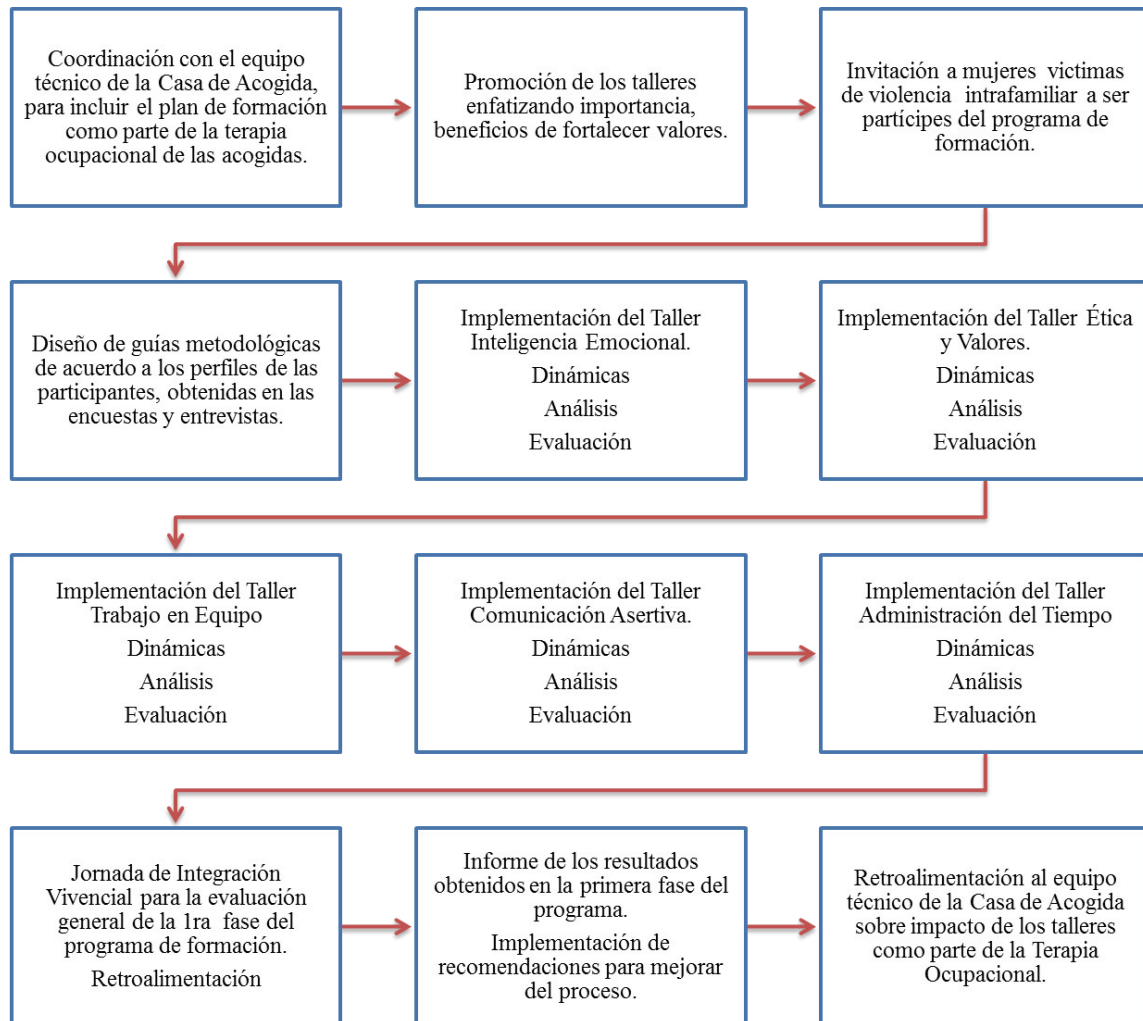 Coordinación con el equipo
técnico de la Casa de Acogida,
para incluir el plan de formación
como parte de la terapia
ocupacional de las acogidas.
Promoción de los talleres
enfatizando importancia,
beneficios de fortalecer valores.
Invitación a mujeres victimas
de violencia intrafamiliar a ser
partícipes del programa de
formación.
Diseño de guías metodológicas
de acuerdo a los perfiles de las
participantes, obtenidas en las
encuestas y entrevistas.
Implementación del Taller
Inteligencia Emocional.
Dinámicas
Análisis
Evaluación
Implementación del Taller Ética
y Valores.
Dinámicas
Análisis
Evaluación
Implementación del Taller
Trabajo en Equipo
Dinámicas
Análisis
Evaluación
Implementación del Taller
Comunicación Asertiva.
Dinámicas
Análisis
Evaluación
Implementación del Taller
Administración del Tiempo
Dinámicas
Análisis
Evaluación
Jornada de Integración
Vivencial para la evaluación
general de la 1ra fase del
programa de formación.
Retroalimentación
Informe de los resultados
obtenidos en la primera fase del
programa.
Implementación de
recomendaciones para mejorar
del proceso.
Retroalimentación al equipo
técnico de la Casa de Acogida
sobre impacto de los talleres
como parte de la Terapia
Ocupacional.